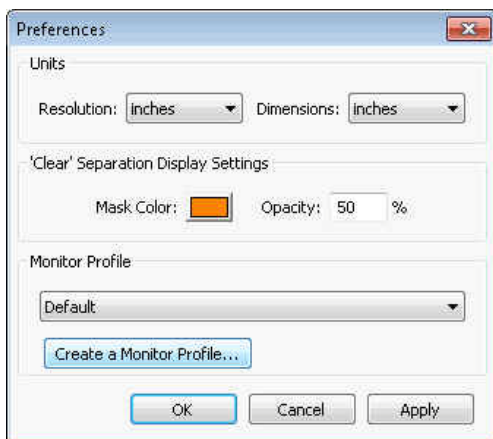 Preferences
Units
Resolution: inches Dimensions: inches
'Clear' Separation Display Settings
Mask Color: Opacity: 50 %
Monitor Profile
Default
Create a Monitor Profile...
OK Cancel Apply